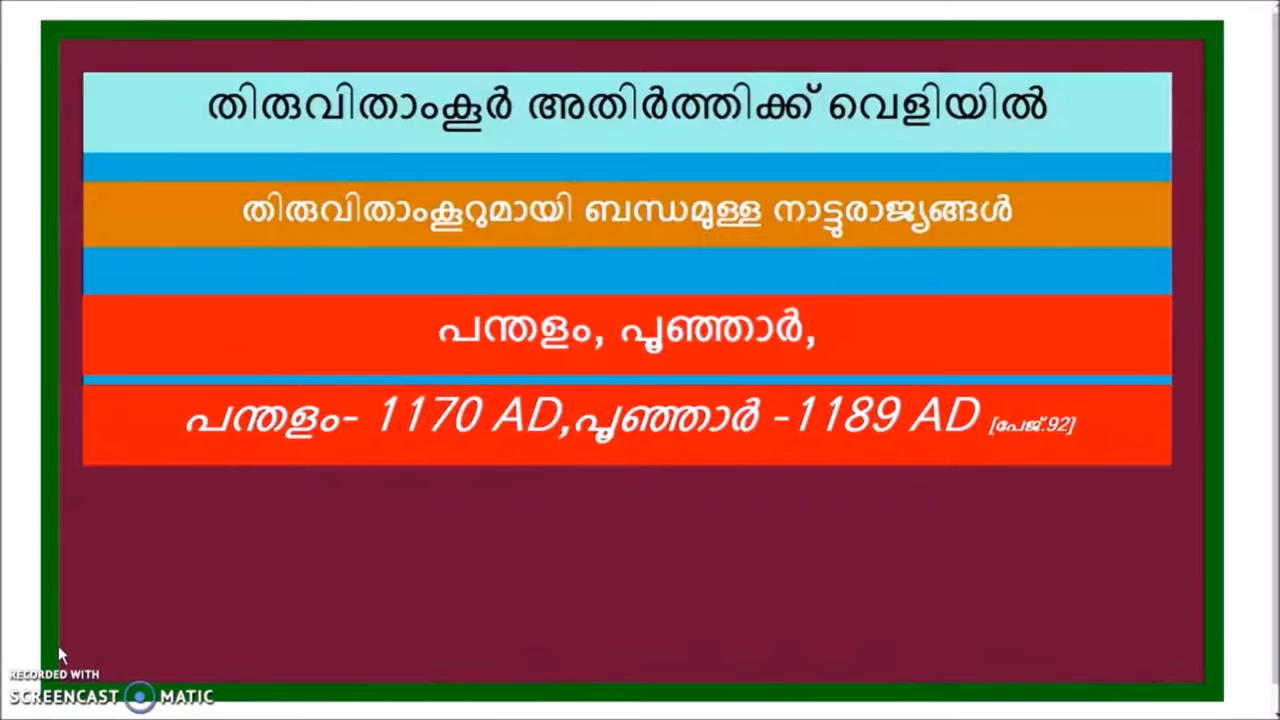 തിരുവിതാംകൂർ അതിർത്തിക്ക് വെളിയിൽ
തിരുവിതാംകൂറുമായി ബന്ധമുള്ള നാട്ടുരാജ്യങ്ങൾ
പന്തളം, പൂഞ്ഞാർ,
പന്തളം- 1170 AD,പൂഞ്ഞാർ -1189 AD [പേജ്.92]
RECORDED WITH
SCREENCAST MATIC